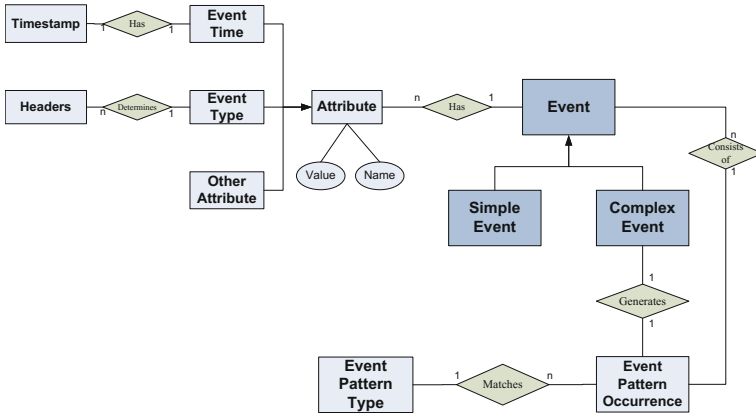 Timestamp
1
Has
1
Event
Time
Headers
n
Determines
1
Event
Type
Other
Attribute
Attribute
Value
Name
n
Has
1
Event
n
Consists
of
1
Simple
Event
Complex
Event
1
Generates
1
Event
Pattern
Type
1
Matches
n
Event
Pattern
Occurrence